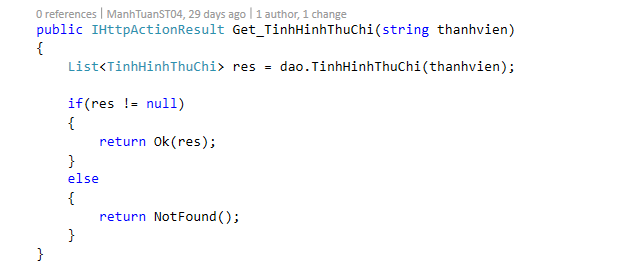 0 references | ManhTuanST04, 29 days ago | 1 author, 1 change
public IHttpActionResult Get_TinhHinhThuChi(string thanhvien)
{
    List<TinhHinhThuChi> res = dao.TinhHinhThuChi(thanhvien);

    if(res != null)
    {
        return Ok(res);
    }
    else
    {
        return NotFound();
    }
}